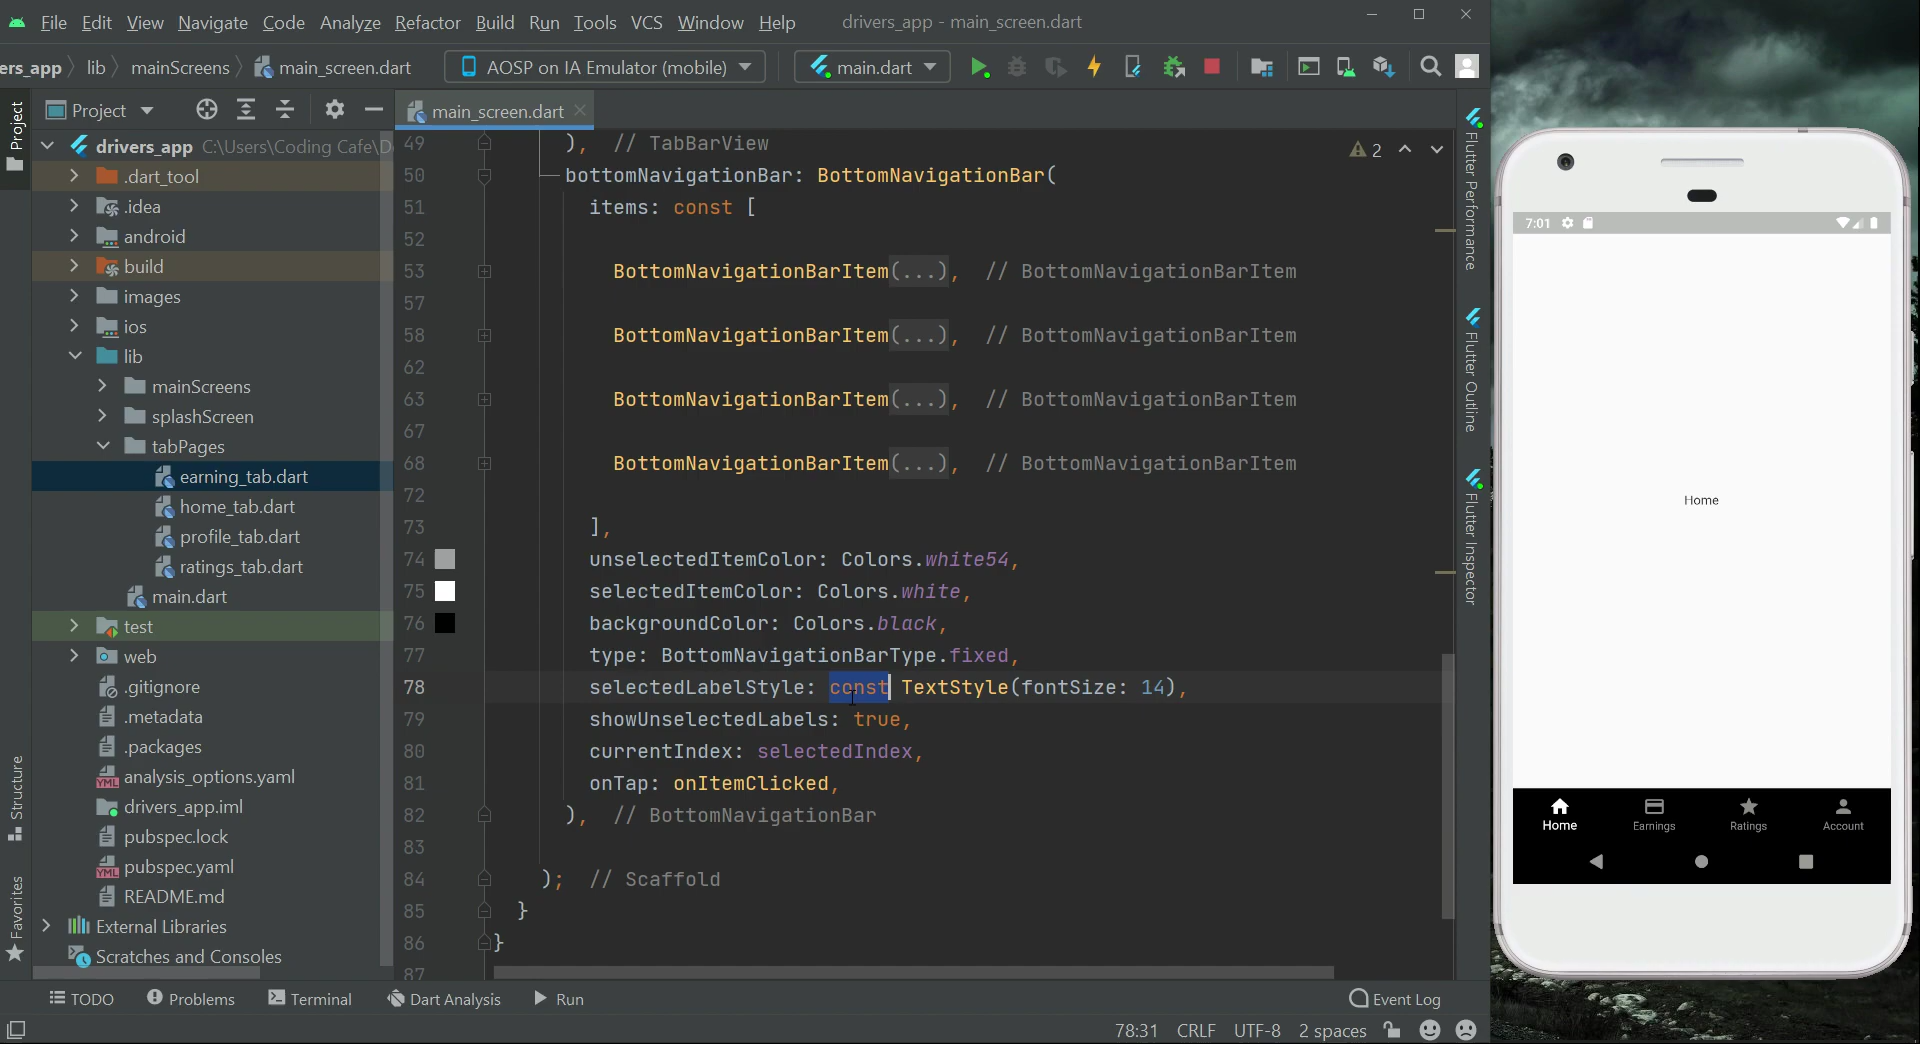 File Edit View Navigate Code Analyze Refactor Build Run Tools VCS Window Help drivers_app - main_screen.dart
ers_app lib mainScreens main_screen.dart AOSP on IA Emulator (mobile) main.dart
Project
main_screen.dart
Project
drivers_app C:\Users\Coding Cafe\D
.dart_tool
.idea
android
build
images
ios
lib
mainScreens
splashScreen
tabPages
earning_tab.dart
home_tab.dart
profile_tab.dart
ratings_tab.dart
main.dart
test
web
.gitignore
.metadata
.packages
analysis_options.yaml
drivers_app.iml
pubspec.lock
pubspec.yaml
README.md
External Libraries
Scratches and Consoles
Structure
Favorites
2
49 ), // TabBarView
50 bottomNavigationBar: BottomNavigationBar(
51 items: const [
52
53 BottomNavigationBarItem(...), // BottomNavigationBarItem
57
58 BottomNavigationBarItem(...), // BottomNavigationBarItem
62
63 BottomNavigationBarItem(...), // BottomNavigationBarItem
67
68 BottomNavigationBarItem(...), // BottomNavigationBarItem
72
73 ],
74 unselectedItemColor: Colors.white54,
75 selectedItemColor: Colors.white,
76 backgroundColor: Colors.black,
77 type: BottomNavigationBarType.fixed,
78 selectedLabelStyle: const TextStyle(fontSize: 14),
79 showUnselectedLabels: true,
80 currentIndex: selectedIndex,
81 onTap: onItemClicked,
82 ), // BottomNavigationBar
83
84 ); // Scaffold
85 }
86 }
87
Flutter Performance
Flutter Outline
Flutter Inspector
7:01
Home
Home Earnings Ratings Account
TODO Problems Terminal Dart Analysis Run Event Log
78:31 CRLF UTF-8 2 spaces